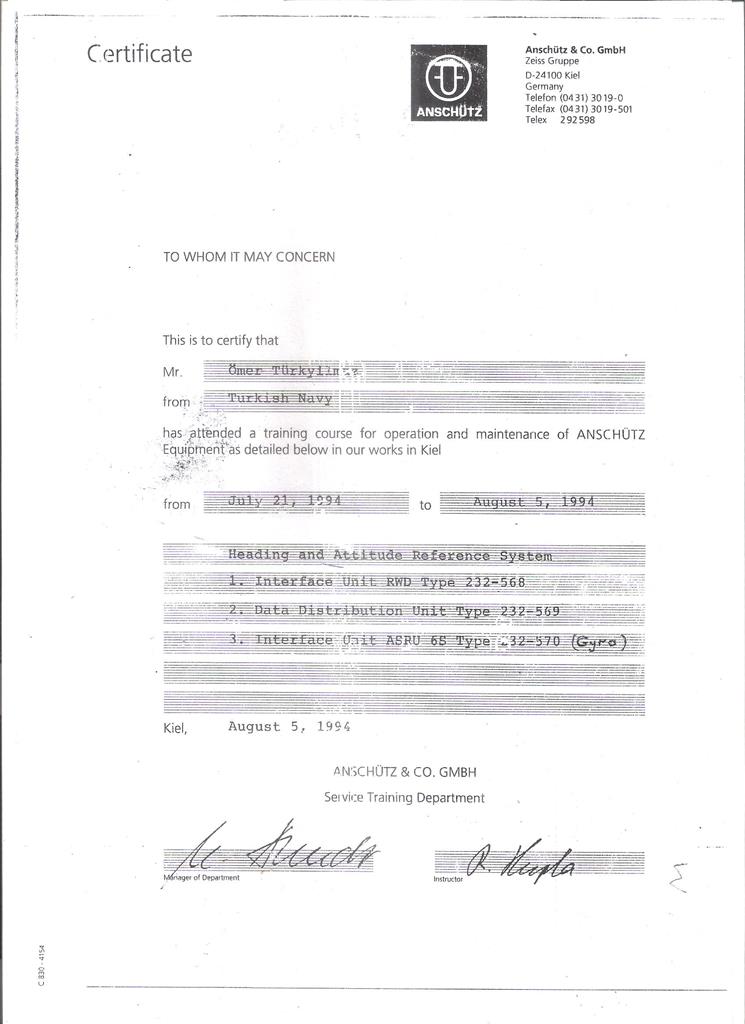 Certificate
ANSCHÜTZ
Anschütz & Co. GmbH
Zeiss Gruppe
D-24100 Kiel
Germany
Telefon (0431) 3019-0
Telefax (0431) 3019-501
Telex 292598
TO WHOM IT MAY CONCERN
This is to certify that
Mr. Ömer Türkyilmaz
from Turkish Navy
has attended a training course for operation and maintenance of ANSCHÜTZ
Equipment as detailed below in our works in Kiel
from July 21, 1994 to August 5, 1994
Heading and Attitude Reference System
1. Interface Unit RWD Type 232-568
2. Data Distribution Unit Type 232-569
3. Interface Unit ASRU 6S Type 232-570 (Gyro)
Kiel, August 5, 1994
ANSCHÜTZ & CO. GMBH
Service Training Department
Manager of Department
Instructor
C 830 - 4154